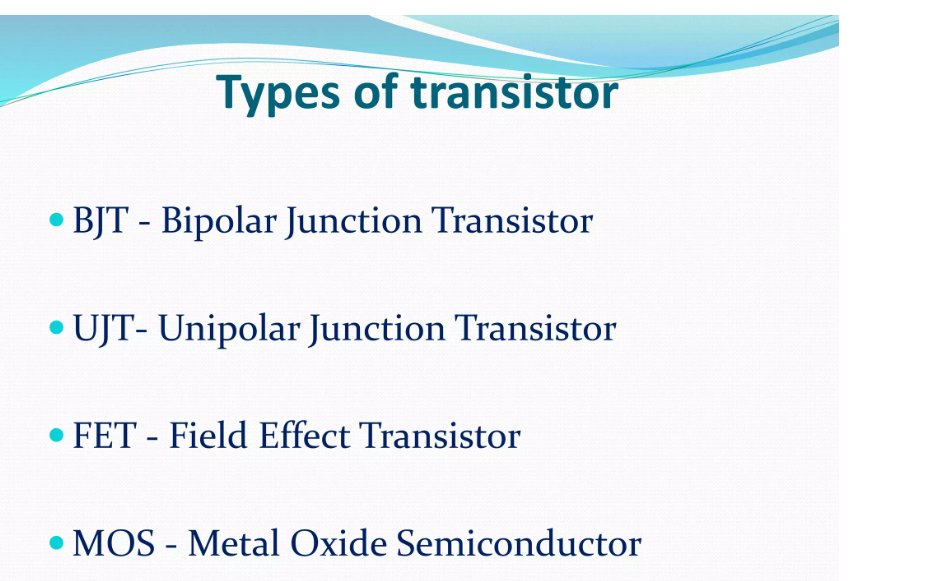 Types of transistor
• BJT - Bipolar Junction Transistor
• UJT- Unipolar Junction Transistor
• FET - Field Effect Transistor
• MOS - Metal Oxide Semiconductor